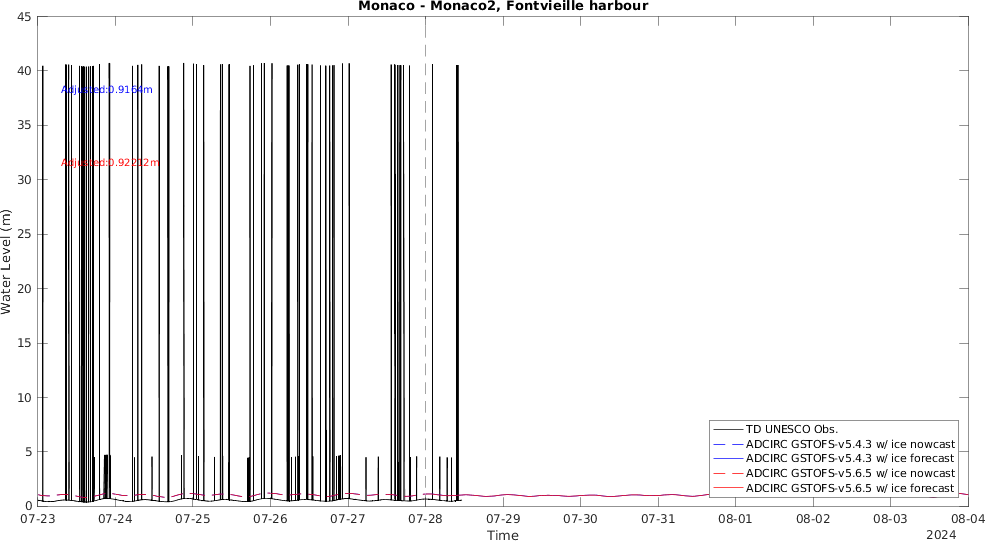 Monaco - Monaco2, Fontvieille harbour
45
40
35
30
25
20
15
10
5
0
Water Level (m)
Adjusted:0.9164m
Adjusted:0.92212m
TD UNESCO Obs.
ADCIRC GSTOFS-v5.4.3 w/ ice nowcast
ADCIRC GSTOFS-v5.4.3 w/ ice forecast
ADCIRC GSTOFS-v5.6.5 w/ ice nowcast
ADCIRC GSTOFS-v5.6.5 w/ ice forecast
07-23 07-24 07-25 07-26 07-27 07-28 07-29 07-30 07-31 08-01 08-02 08-03 08-04
Time
2024